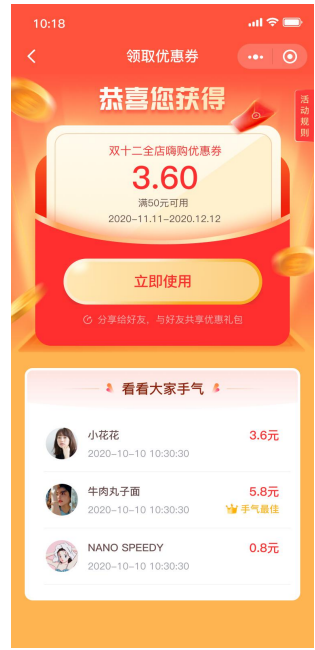 10:18
领取优惠券
恭喜您获得
活动规则
双十二全店嗨购优惠券
3.60
满50元可用
2020-11.11-2020.12.12
立即使用
分享给好友，与好友共享优惠礼包
看看大家手气
小花花
3.6元
2020-10-10 10:30:30
牛肉丸子面
5.8元
2020-10-10 10:30:30
手气最佳
NANO SPEEDY
0.8元
2020-10-10 10:30:30